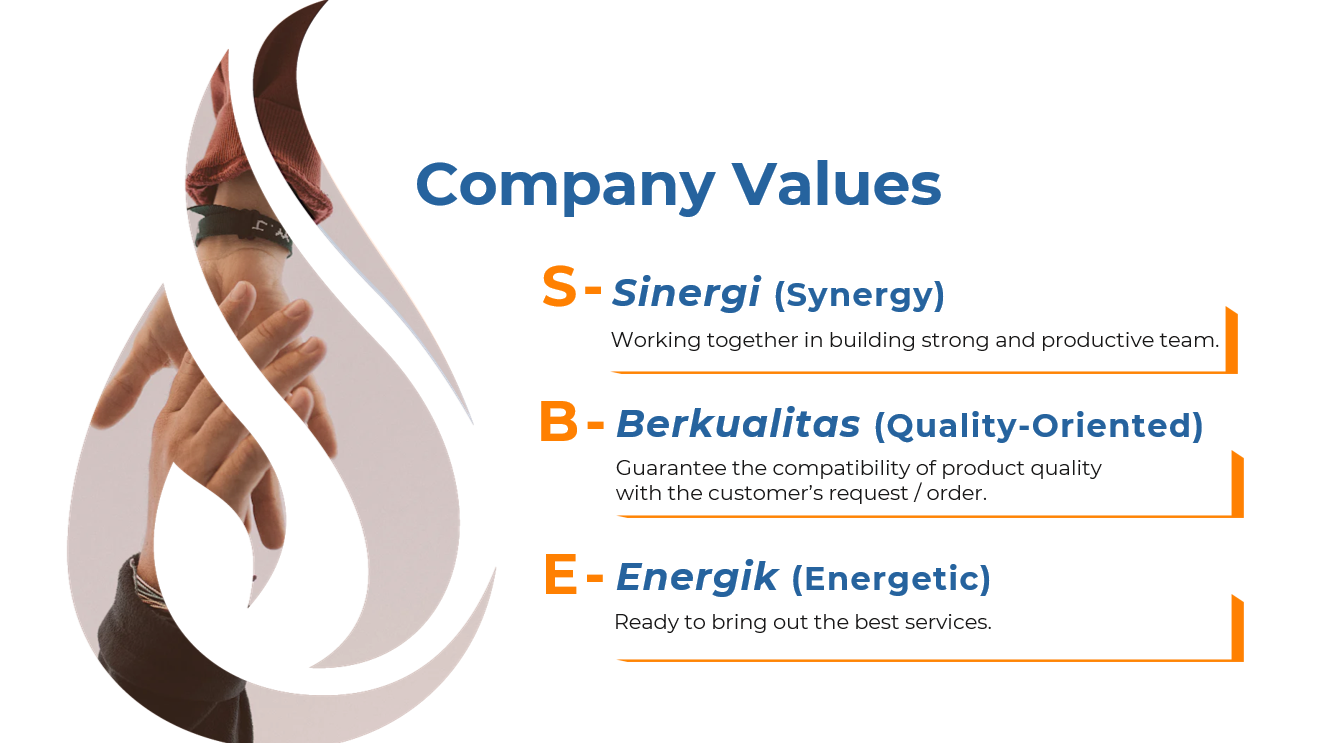 Company Values
S - Sinergi (Synergy)
Working together in building strong and productive team.
B - Berkualitas (Quality-Oriented)
Guarantee the compatibility of product quality
with the customer's request / order.
E - Energik (Energetic)
Ready to bring out the best services.